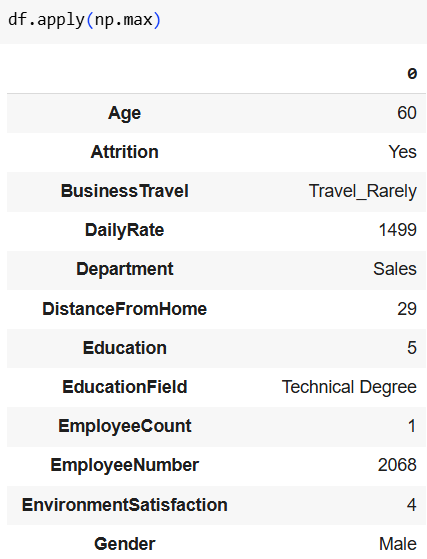 df.apply(np.max)
0
Age 60
Attrition Yes
BusinessTravel Travel_Rarely
DailyRate 1499
Department Sales
DistanceFromHome 29
Education 5
EducationField Technical Degree
EmployeeCount 1
EmployeeNumber 2068
EnvironmentSatisfaction 4
Gender Male